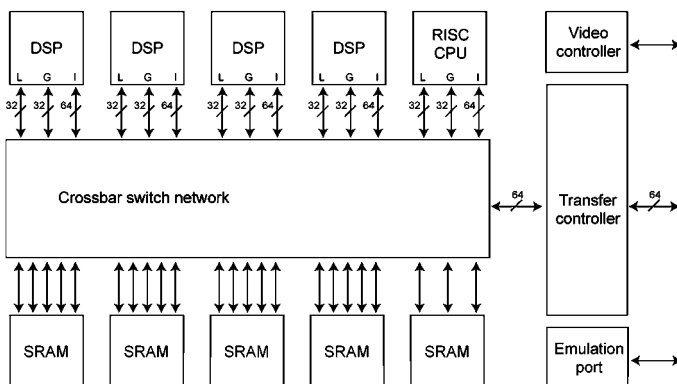 DSP
DSP
DSP
DSP
RISC
CPU
Video
controller
L G I
L G I
L G I
L G I
L G I
32 32 64
32 32 64
32 32 64
32 32 64
32 32 64
Crossbar switch network
64
Transfer
controller
64
SRAM
SRAM
SRAM
SRAM
SRAM
Emulation
port